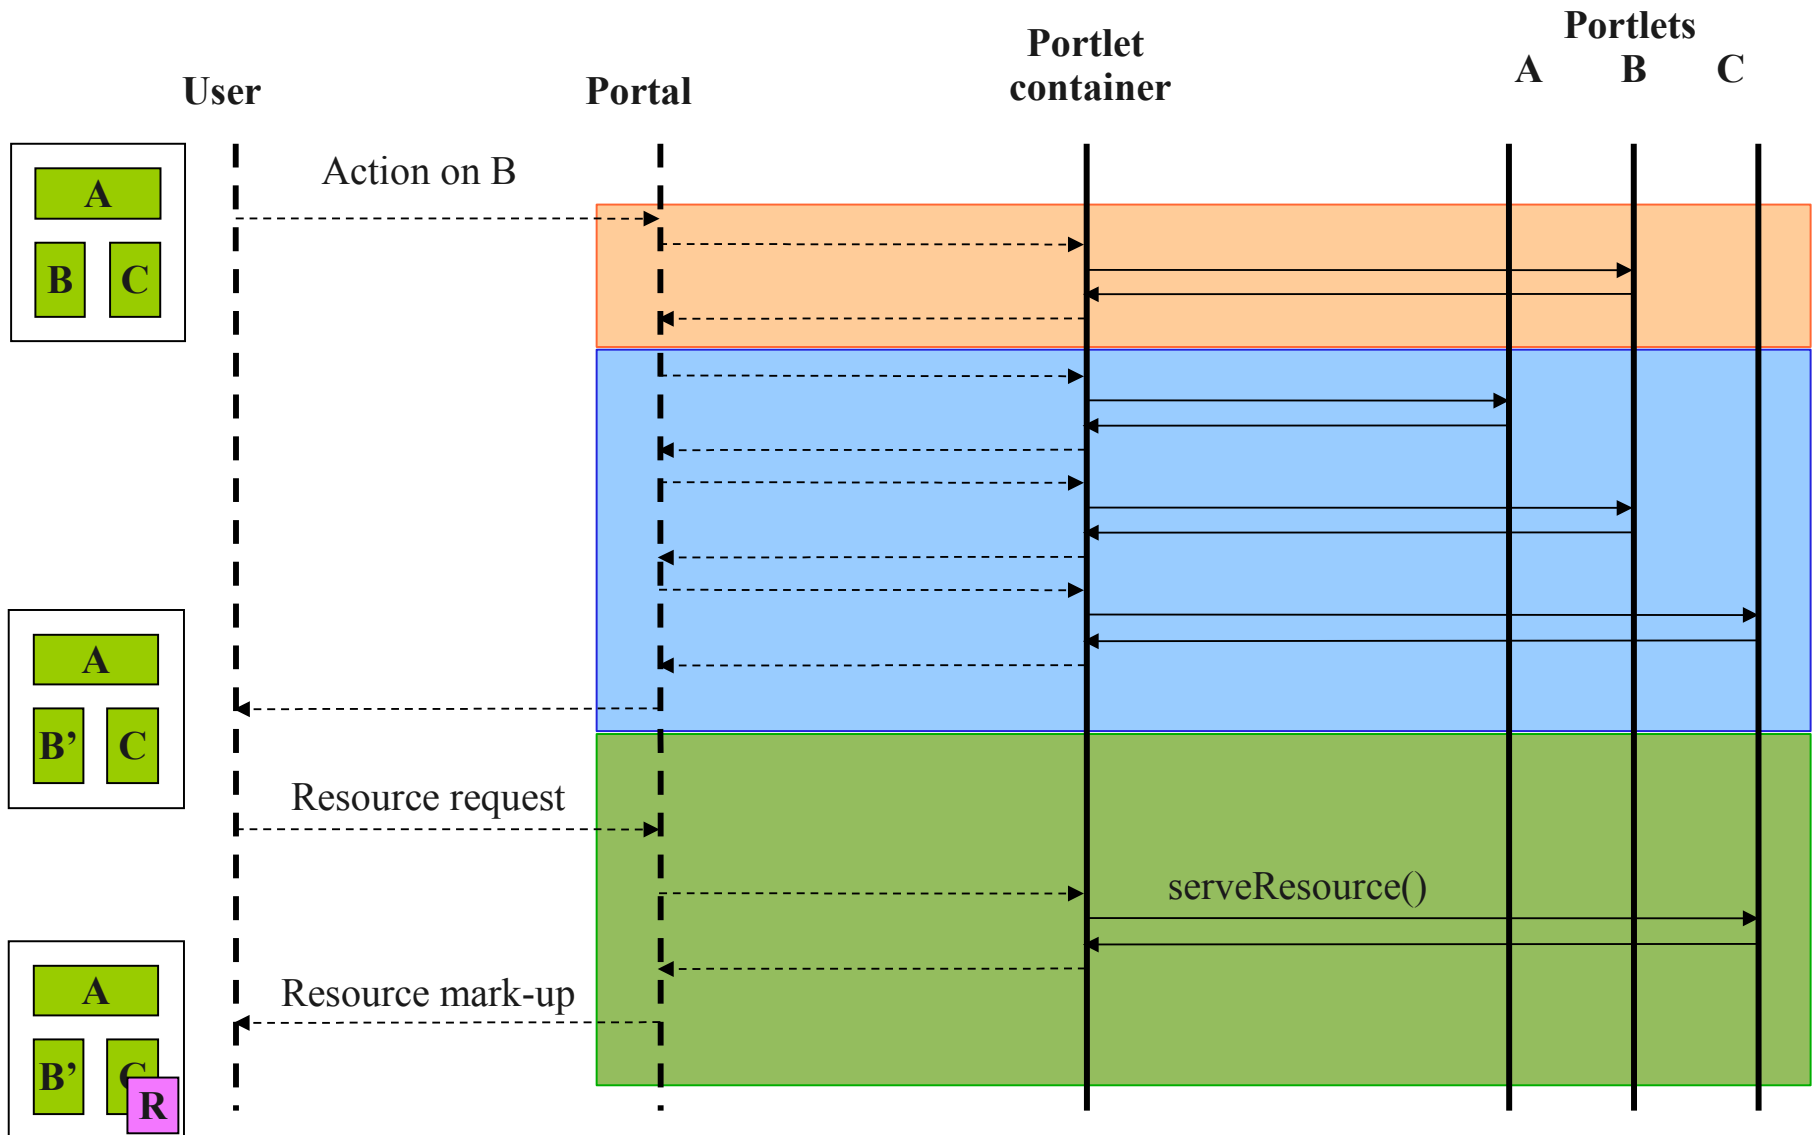 Portlets
Portlet
container
A B C
User
Portal
Action on B
A
B C
A
B’ C
Resource request
serveResource()
Resource mark-up
A
B’ C
R